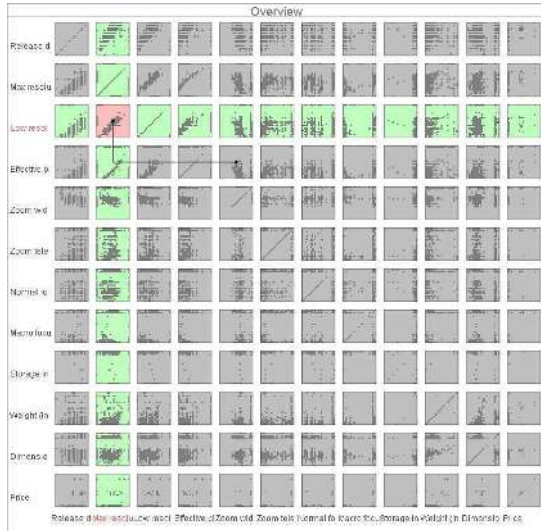 Overview
Release d
Max resolu
Low resol
Effective p
Zoom wid
Zoom tele
Normal fo
Macro focu
Storage in
Weight (in
Dimensio
Price
Release d Max resolu Low resol Effective pi Zoom wid Zoom tele Normal fo Macro focu Storage in Weight (in Dimensio Price